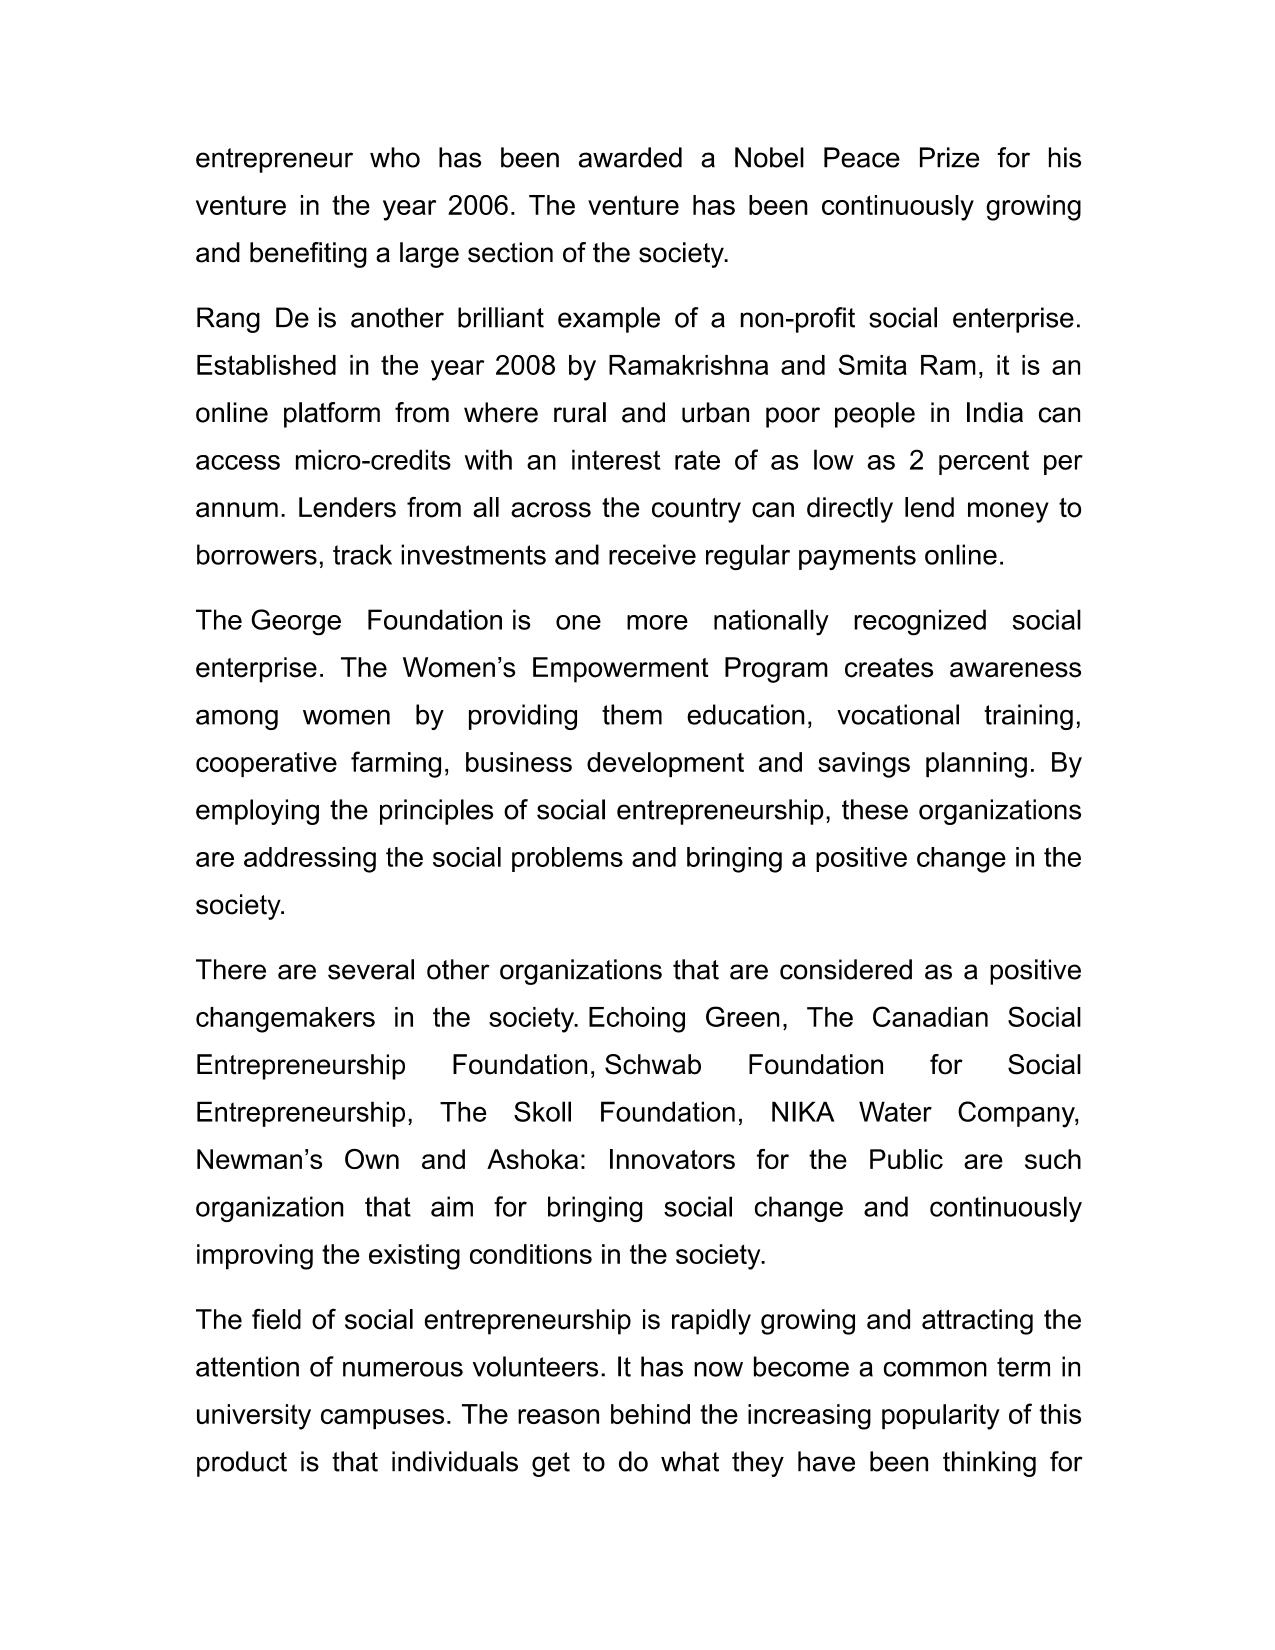 entrepreneur who has been awarded a Nobel Peace Prize for his
venture in the year 2006. The venture has been continuously growing
and benefiting a large section of the society.
Rang De is another brilliant example of a non-profit social enterprise.
Established in the year 2008 by Ramakrishna and Smita Ram, it is an
online platform from where rural and urban poor people in India can
access micro-credits with an interest rate of as low as 2 percent per
annum. Lenders from all across the country can directly lend money to
borrowers, track investments and receive regular payments online.
The George Foundation is one more nationally recognized social
enterprise. The Women’s Empowerment Program creates awareness
among women by providing them education, vocational training,
cooperative farming, business development and savings planning. By
employing the principles of social entrepreneurship, these organizations
are addressing the social problems and bringing a positive change in the
society.
There are several other organizations that are considered as a positive
changemakers in the society. Echoing Green, The Canadian Social
Entrepreneurship Foundation, Schwab Foundation for Social
Entrepreneurship, The Skoll Foundation, NIKA Water Company,
Newman’s Own and Ashoka: Innovators for the Public are such
organization that aim for bringing social change and continuously
improving the existing conditions in the society.
The field of social entrepreneurship is rapidly growing and attracting the
attention of numerous volunteers. It has now become a common term in
university campuses. The reason behind the increasing popularity of this
product is that individuals get to do what they have been thinking for